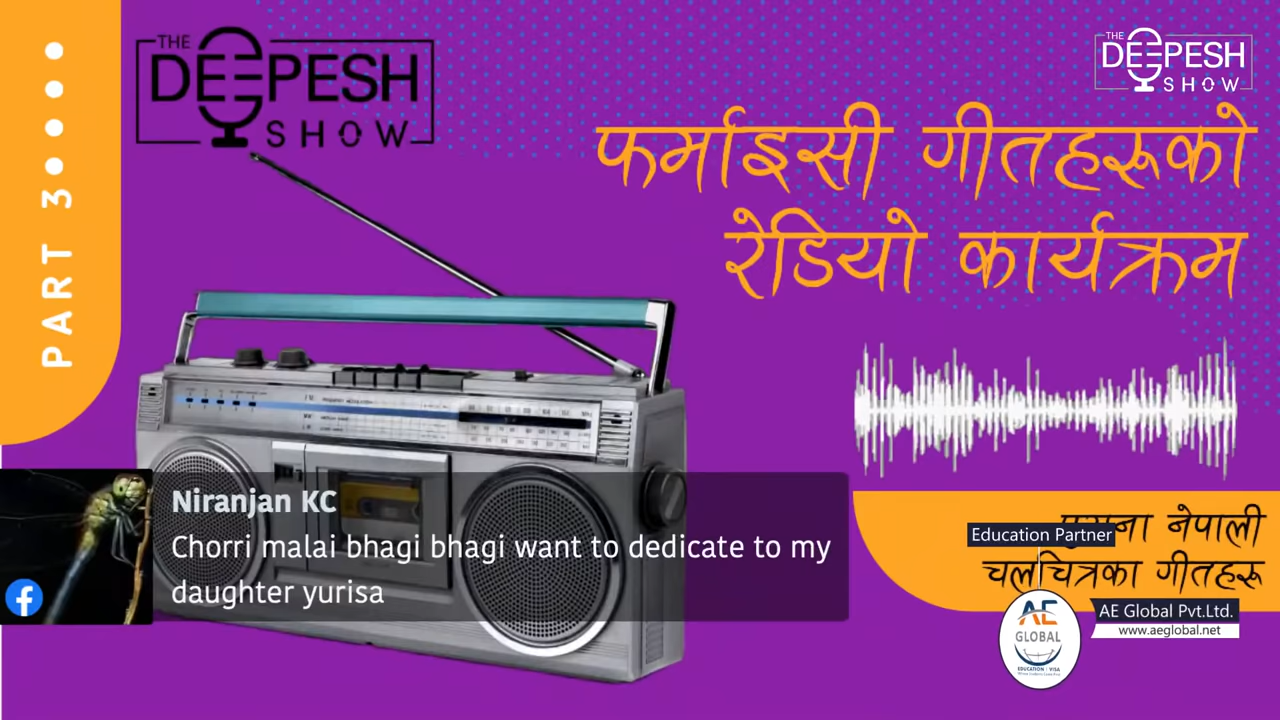 THE
DEEPESH
SHOW
THE
DEEPESH
SHOW
PART 3
फर्माइसी गीतहरूको
रेडियो कार्यक्रम
Niranjan KC
Chorri malai bhagi bhagi want to dedicate to my
daughter yurisa
नेपाली
Education Partner
चलचित्रका गीतहरू
AE
GLOBAL
EDUCATION | VISA
AE Global Pvt.Ltd.
www.aeglobal.net